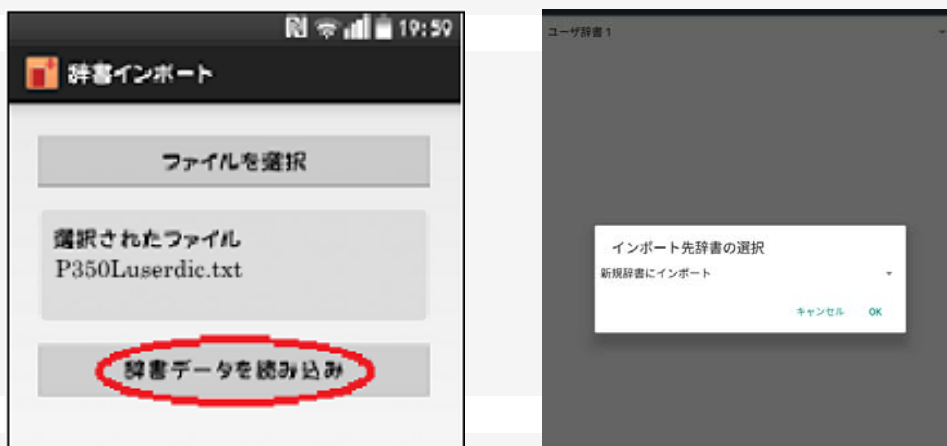 19:59
辞書インポート
ファイルを選択
選択されたファイル
P350Luserdic.txt
辞書データを読み込み
ユーザ辞書 1
インポート先辞書の選択
新規辞書にインポート
キャンセル OK